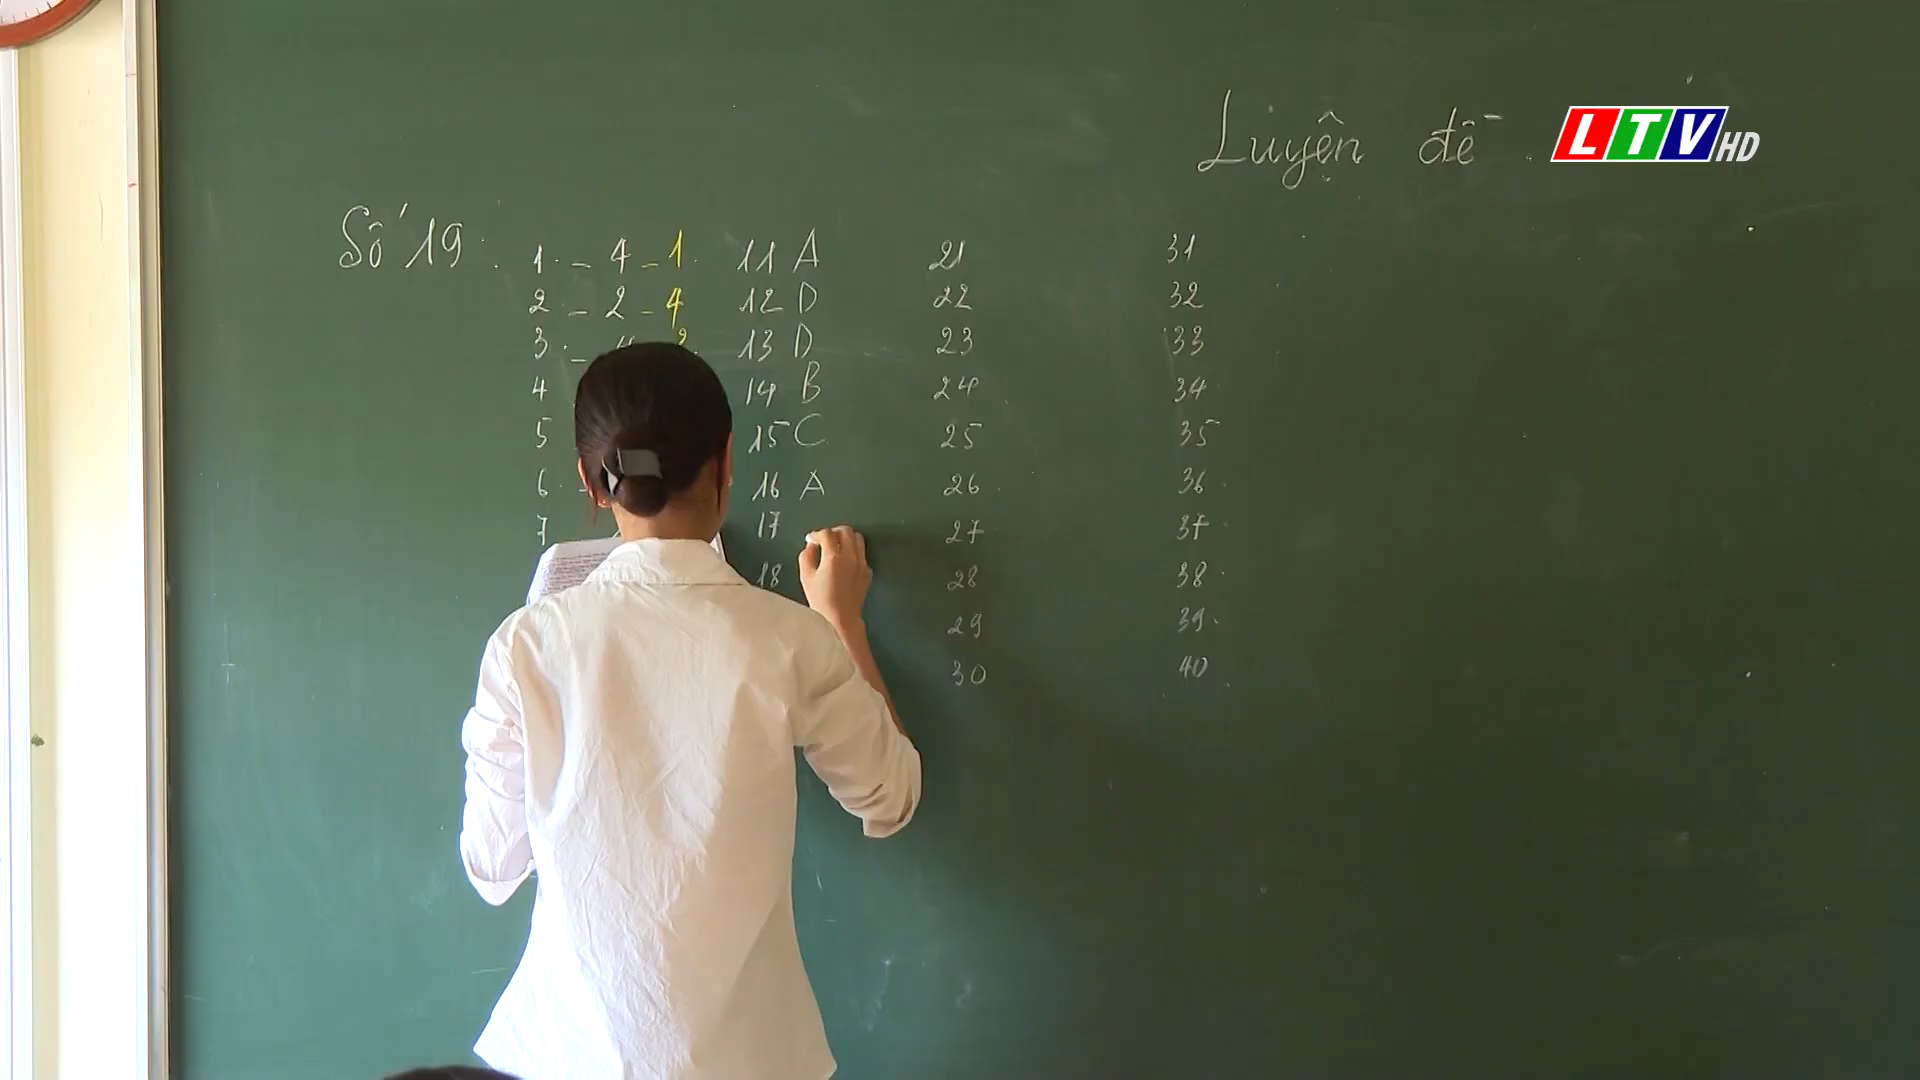 Luyện đề
LTV HD
Số 19
1. - 4 - 1 11 A 21 31
2 - 2 - 4 12 D 22 32
3. - 13 D 23 33
4 14 B 24 34
5 15 C 25 35
6. - 16 A 26 36
7 17 27 37
18 28 38
29 39
30 40